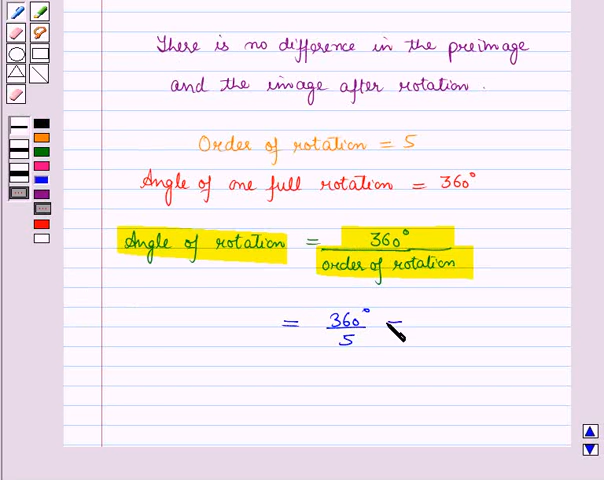 There is no difference in the preimage
and the image after rotation.
Order of rotation = 5
Angle of one full rotation = 360°
Angle of rotation = 360°
order of rotation
= 360°
5